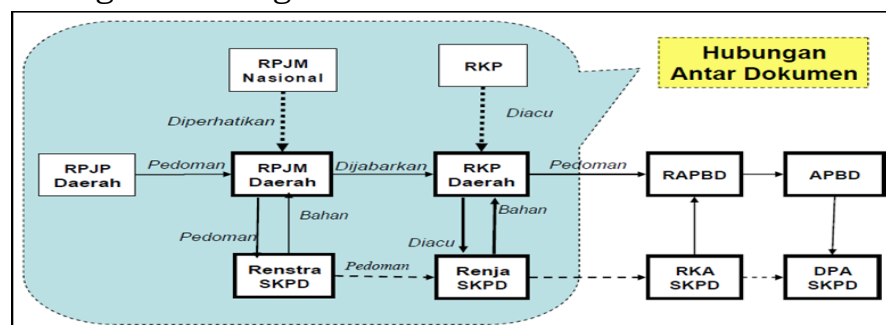 Hubungan
Antar Dokumen
RPJM
Nasional
RKP
Diperhatikan
Diacu
RPJP
Daerah
Pedoman
RPJM
Daerah
Dijabarkan
RKP
Daerah
Pedoman
RAPBD
APBD
Pedoman
Bahan
Diacu
Bahan
Renstra
SKPD
Pedoman
Renja
SKPD
RKA
SKPD
DPA
SKPD